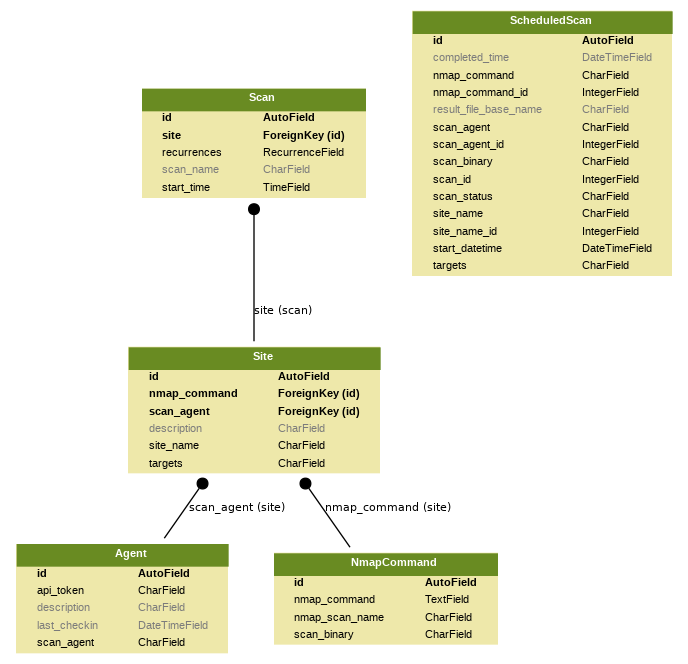 ScheduledScan
id AutoField
completed_time DateTimeField
nmap_command CharField
nmap_command_id IntegerField
result_file_base_name CharField
scan_agent CharField
scan_agent_id IntegerField
scan_binary CharField
scan_id IntegerField
scan_status CharField
site_name CharField
site_name_id IntegerField
start_datetime DateTimeField
targets CharField
Scan
id AutoField
site ForeignKey (id)
recurrences RecurrenceField
scan_name CharField
start_time TimeField
site (scan)
Site
id AutoField
nmap_command ForeignKey (id)
scan_agent ForeignKey (id)
description CharField
site_name CharField
targets CharField
scan_agent (site)
nmap_command (site)
Agent
id AutoField
api_token CharField
description CharField
last_checkin DateTimeField
scan_agent CharField
NmapCommand
id AutoField
nmap_command TextField
nmap_scan_name CharField
scan_binary CharField